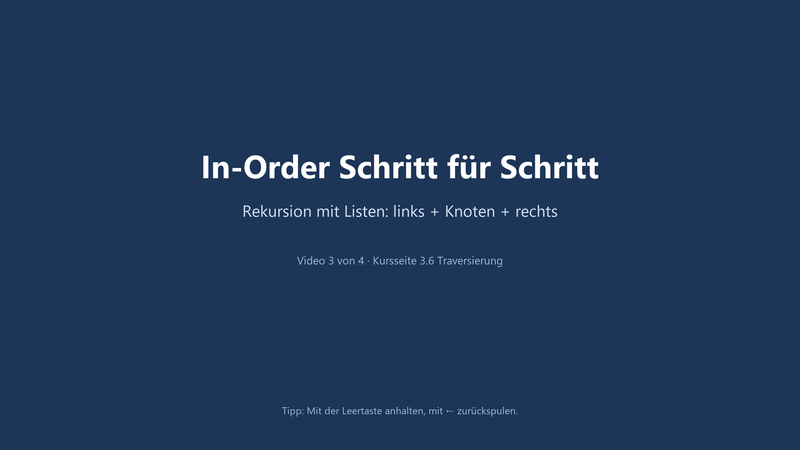 In-Order Schritt für Schritt
Rekursion mit Listen: links + Knoten + rechts
Video 3 von 4 · Kursseite 3.6 Traversierung
Tipp: Mit der Leertaste anhalten, mit ← zurückspulen.